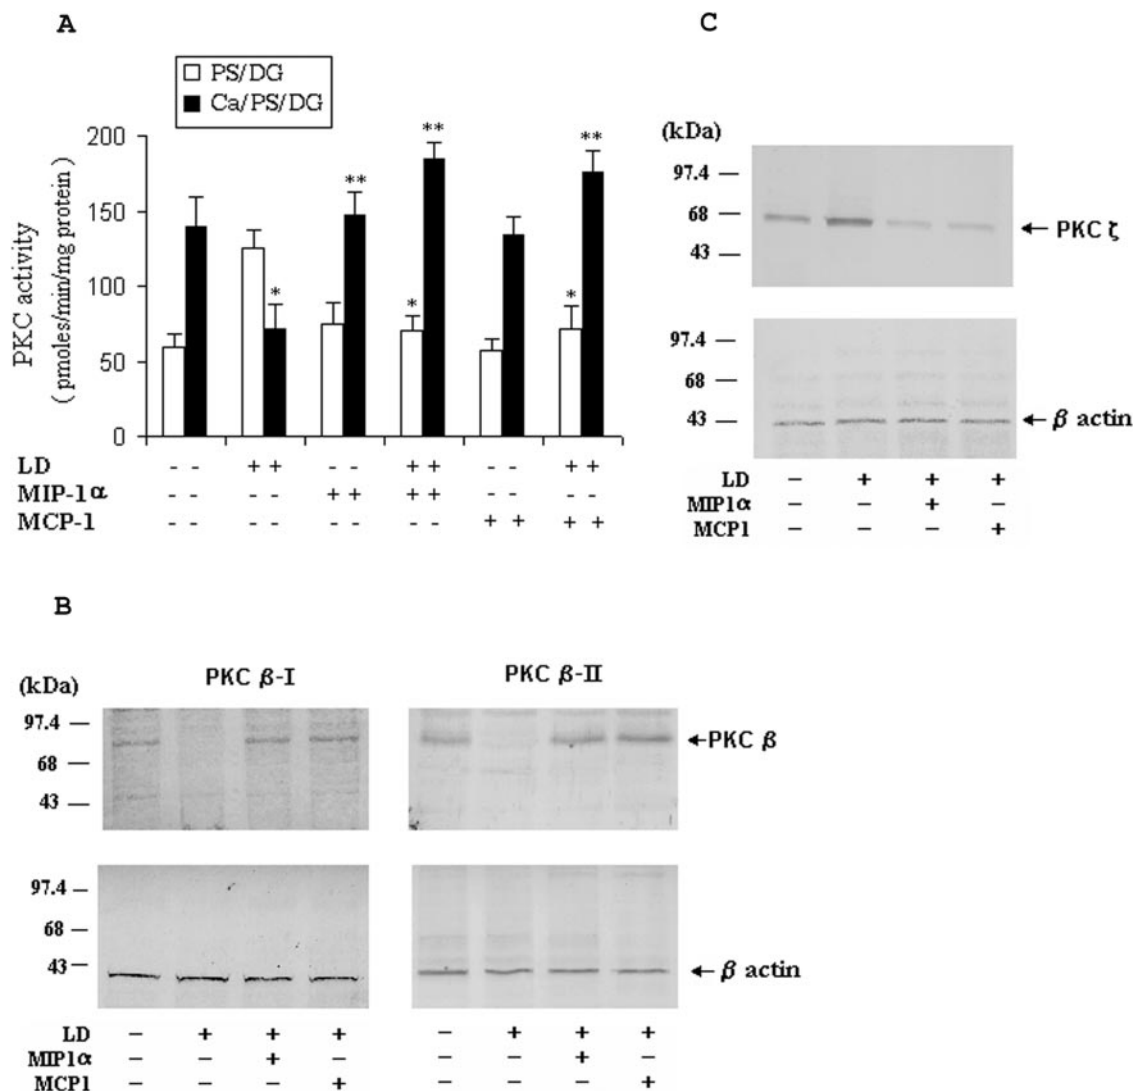 A
PS/DG
Ca/PS/DG
PKC activity
( pmoles/min/mg protein )
200
150
100
50
0
*
**
*
**
*
**
LD - - + + - - + + - - + +
MIP-1α - - - - + + + + - - - -
MCP-1 - - - - - - - - + + + +
C
(kDa)
97.4
68
43
PKC ζ
97.4
68
43
β actin
LD − + + +
MIP1α − − + −
MCP1 − − − +
B
PKC β-I PKC β-II
(kDa)
97.4
68
43
PKC β
97.4
68
43
β actin
LD − + + + − + + +
MIP1α − − + − − − + −
MCP1 − − − + − − − +